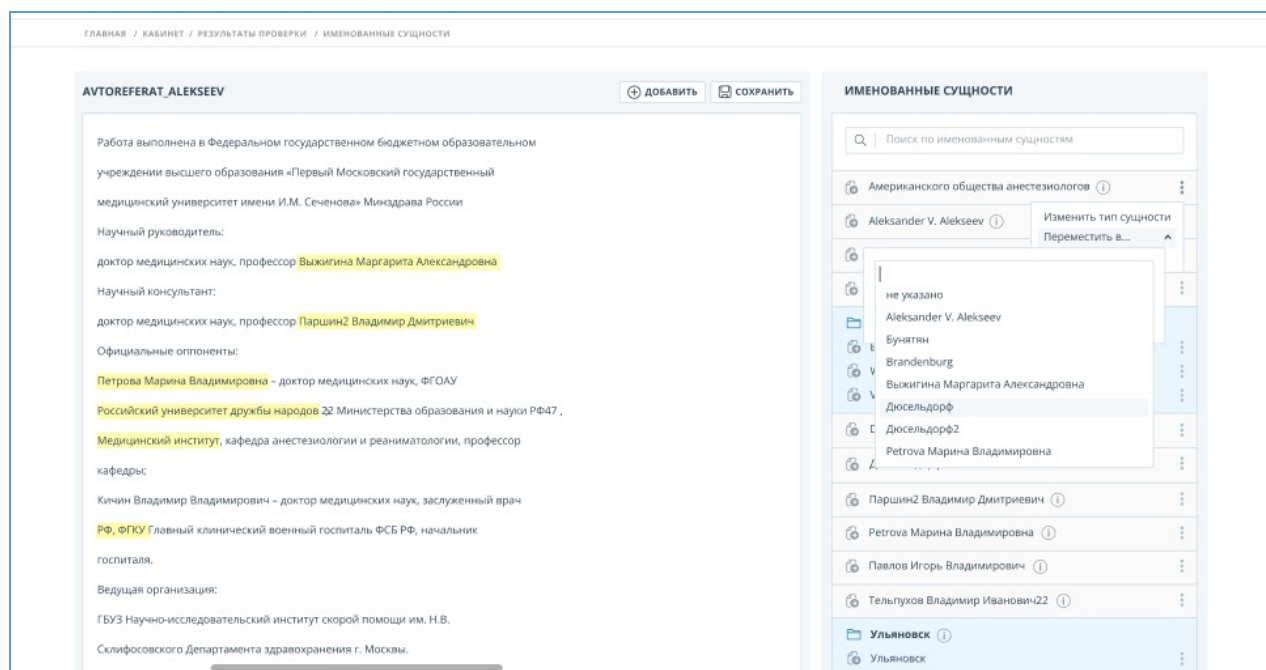 ГЛАВНАЯ / КАБИНЕТ / РЕЗУЛЬТАТЫ ПРОВЕРКИ / ИМЕНОВАННЫЕ СУЩНОСТИ
AVTOREFERAT_ALEKSEEV
ДОБАВИТЬ
СОХРАНИТЬ
Работа выполнена в Федеральном государственном бюджетном образовательном
учреждении высшего образования «Первый Московский государственный
медицинский университет имени И.М. Сеченова» Минздрава России
Научный руководитель:
доктор медицинских наук, профессор Выжигина Маргарита Александровна
Научный консультант:
доктор медицинских наук, профессор Паршин2 Владимир Дмитриевич
Официальные оппоненты:
Петрова Марина Владимировна – доктор медицинских наук, ФГОАУ
Российский университет дружбы народов 22 Министерства образования и науки РФ47 ,
Медицинский институт, кафедра анестезиологии и реаниматологии, профессор
кафедры;
Кичин Владимир Владимирович – доктор медицинских наук, заслуженный врач
РФ, ФГКУ Главный клинический военный госпиталь ФСБ РФ, начальник
госпиталя.
Ведущая организация:
ГБУЗ Научно-исследовательский институт скорой помощи им. Н.В.
Склифосовского Департамента здравохранения г. Москвы.
ИМЕНОВАННЫЕ СУЩНОСТИ
Поиск по именованным сущностям
Американского общества анестезиологов
Aleksander V. Alekseev
Изменить тип сущности
Переместить в...
не указано
Aleksander V. Alekseev
Бунятян
Brandenburg
Выжигина Маргарита Александровна
Дюсельдорф
Дюсельдорф2
Petrova Марина Владимировна
Паршин2 Владимир Дмитриевич
Petrova Марина Владимировна
Павлов Игорь Владимирович
Тельпухов Владимир Иванович22
Ульяновск
Ульяновск